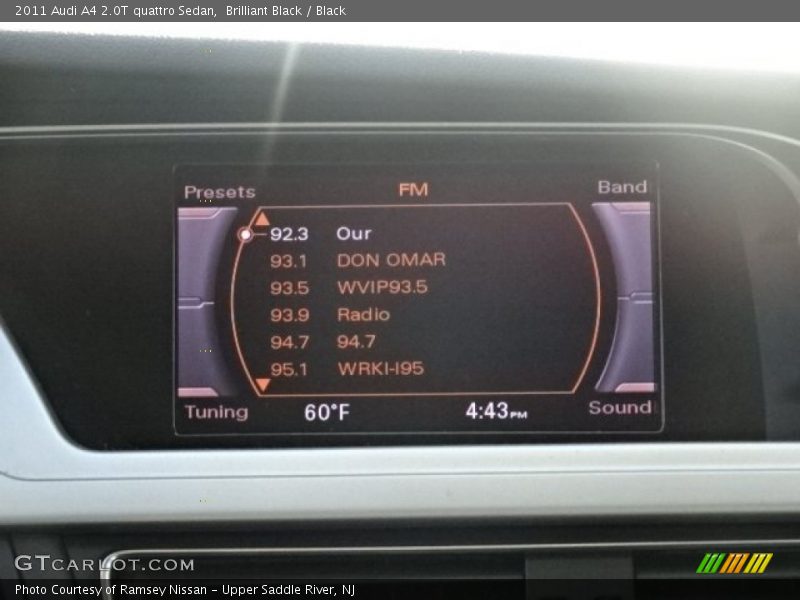 2011 Audi A4 2.0T quattro Sedan,  Brilliant Black / Black
Presets FM Band
92.3 Our
93.1 DON OMAR
93.5 WVIP93.5
93.9 Radio
94.7 94.7
95.1 WRKI-I95
Tuning 60°F 4:43PM Sound
GTCARLOT.COM
Photo Courtesy of Ramsey Nissan - Upper Saddle River, NJ